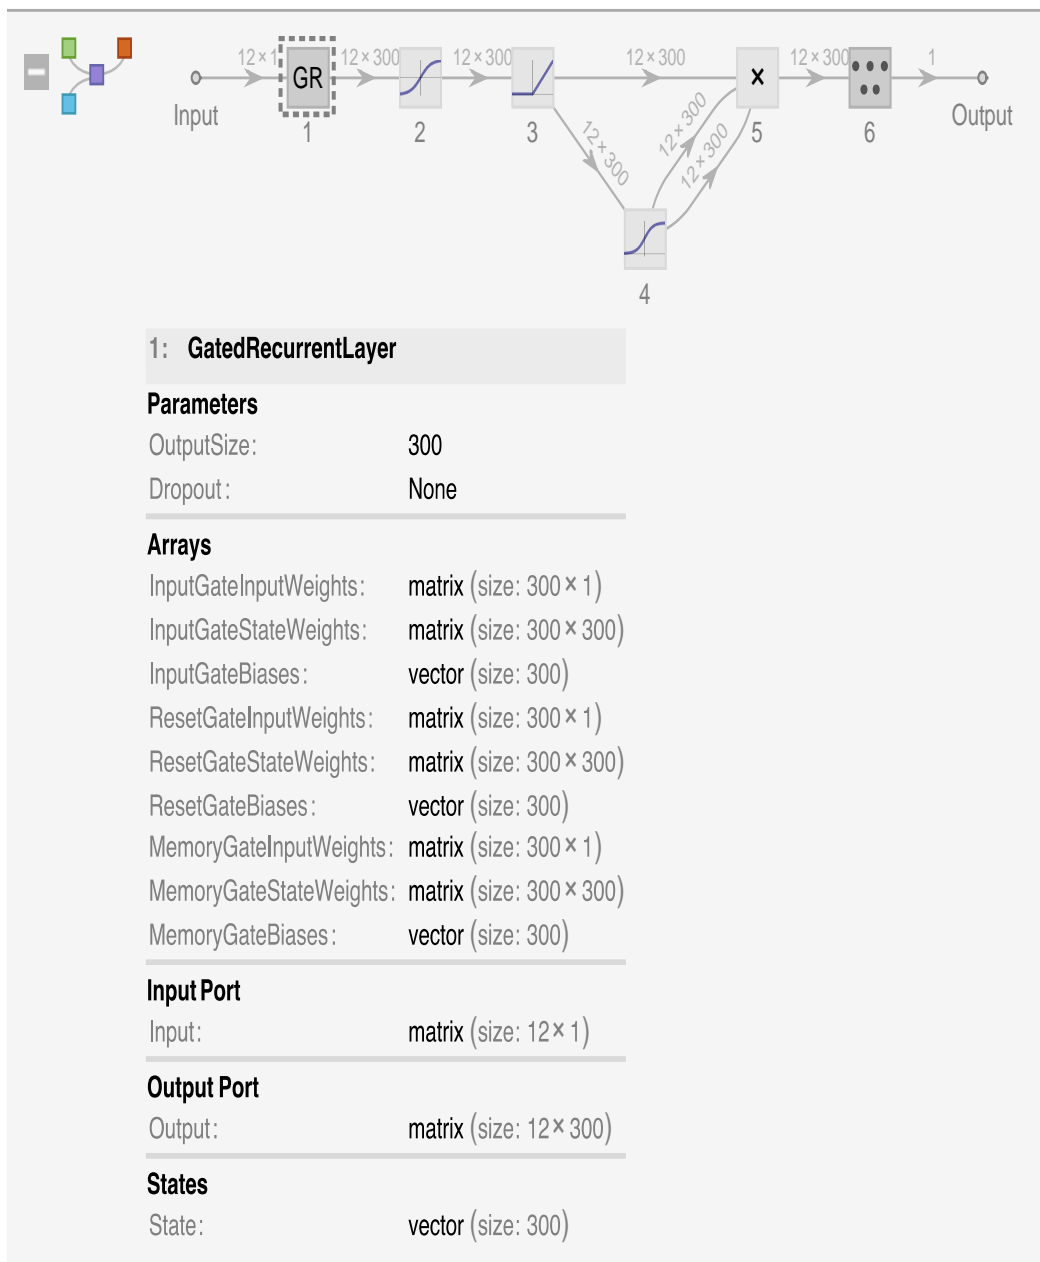 12×1 12×300 12×300 12×300 12×300 1
GR ×
Input 1 2 3 5 6 Output
12×300 12×300 12×300
4
1: GatedRecurrentLayer
Parameters
OutputSize: 300
Dropout: None
Arrays
InputGateInputWeights: matrix (size: 300×1)
InputGateStateWeights: matrix (size: 300×300)
InputGateBiases: vector (size: 300)
ResetGateInputWeights: matrix (size: 300×1)
ResetGateStateWeights: matrix (size: 300×300)
ResetGateBiases: vector (size: 300)
MemoryGateInputWeights: matrix (size: 300×1)
MemoryGateStateWeights: matrix (size: 300×300)
MemoryGateBiases: vector (size: 300)
Input Port
Input: matrix (size: 12×1)
Output Port
Output: matrix (size: 12×300)
States
State: vector (size: 300)